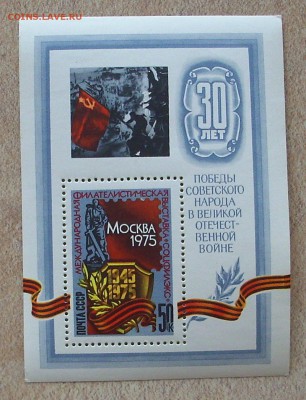 COINS.LAVE.RU
30
ЛЕТ
ПОБЕДЫ
СОВЕТСКОГО
НАРОДА
В ВЕЛИКОЙ
ОТЕЧЕСТ-
ВЕННОЙ
ВОЙНЕ
МЕЖДУНАРОДНАЯ ФИЛАТЕЛИСТИЧЕСКАЯ ВЫСТАВКА «СОЦФИЛЭКС»
МОСКВА
1975
1945
1975
ПОЧТА СССР
50К